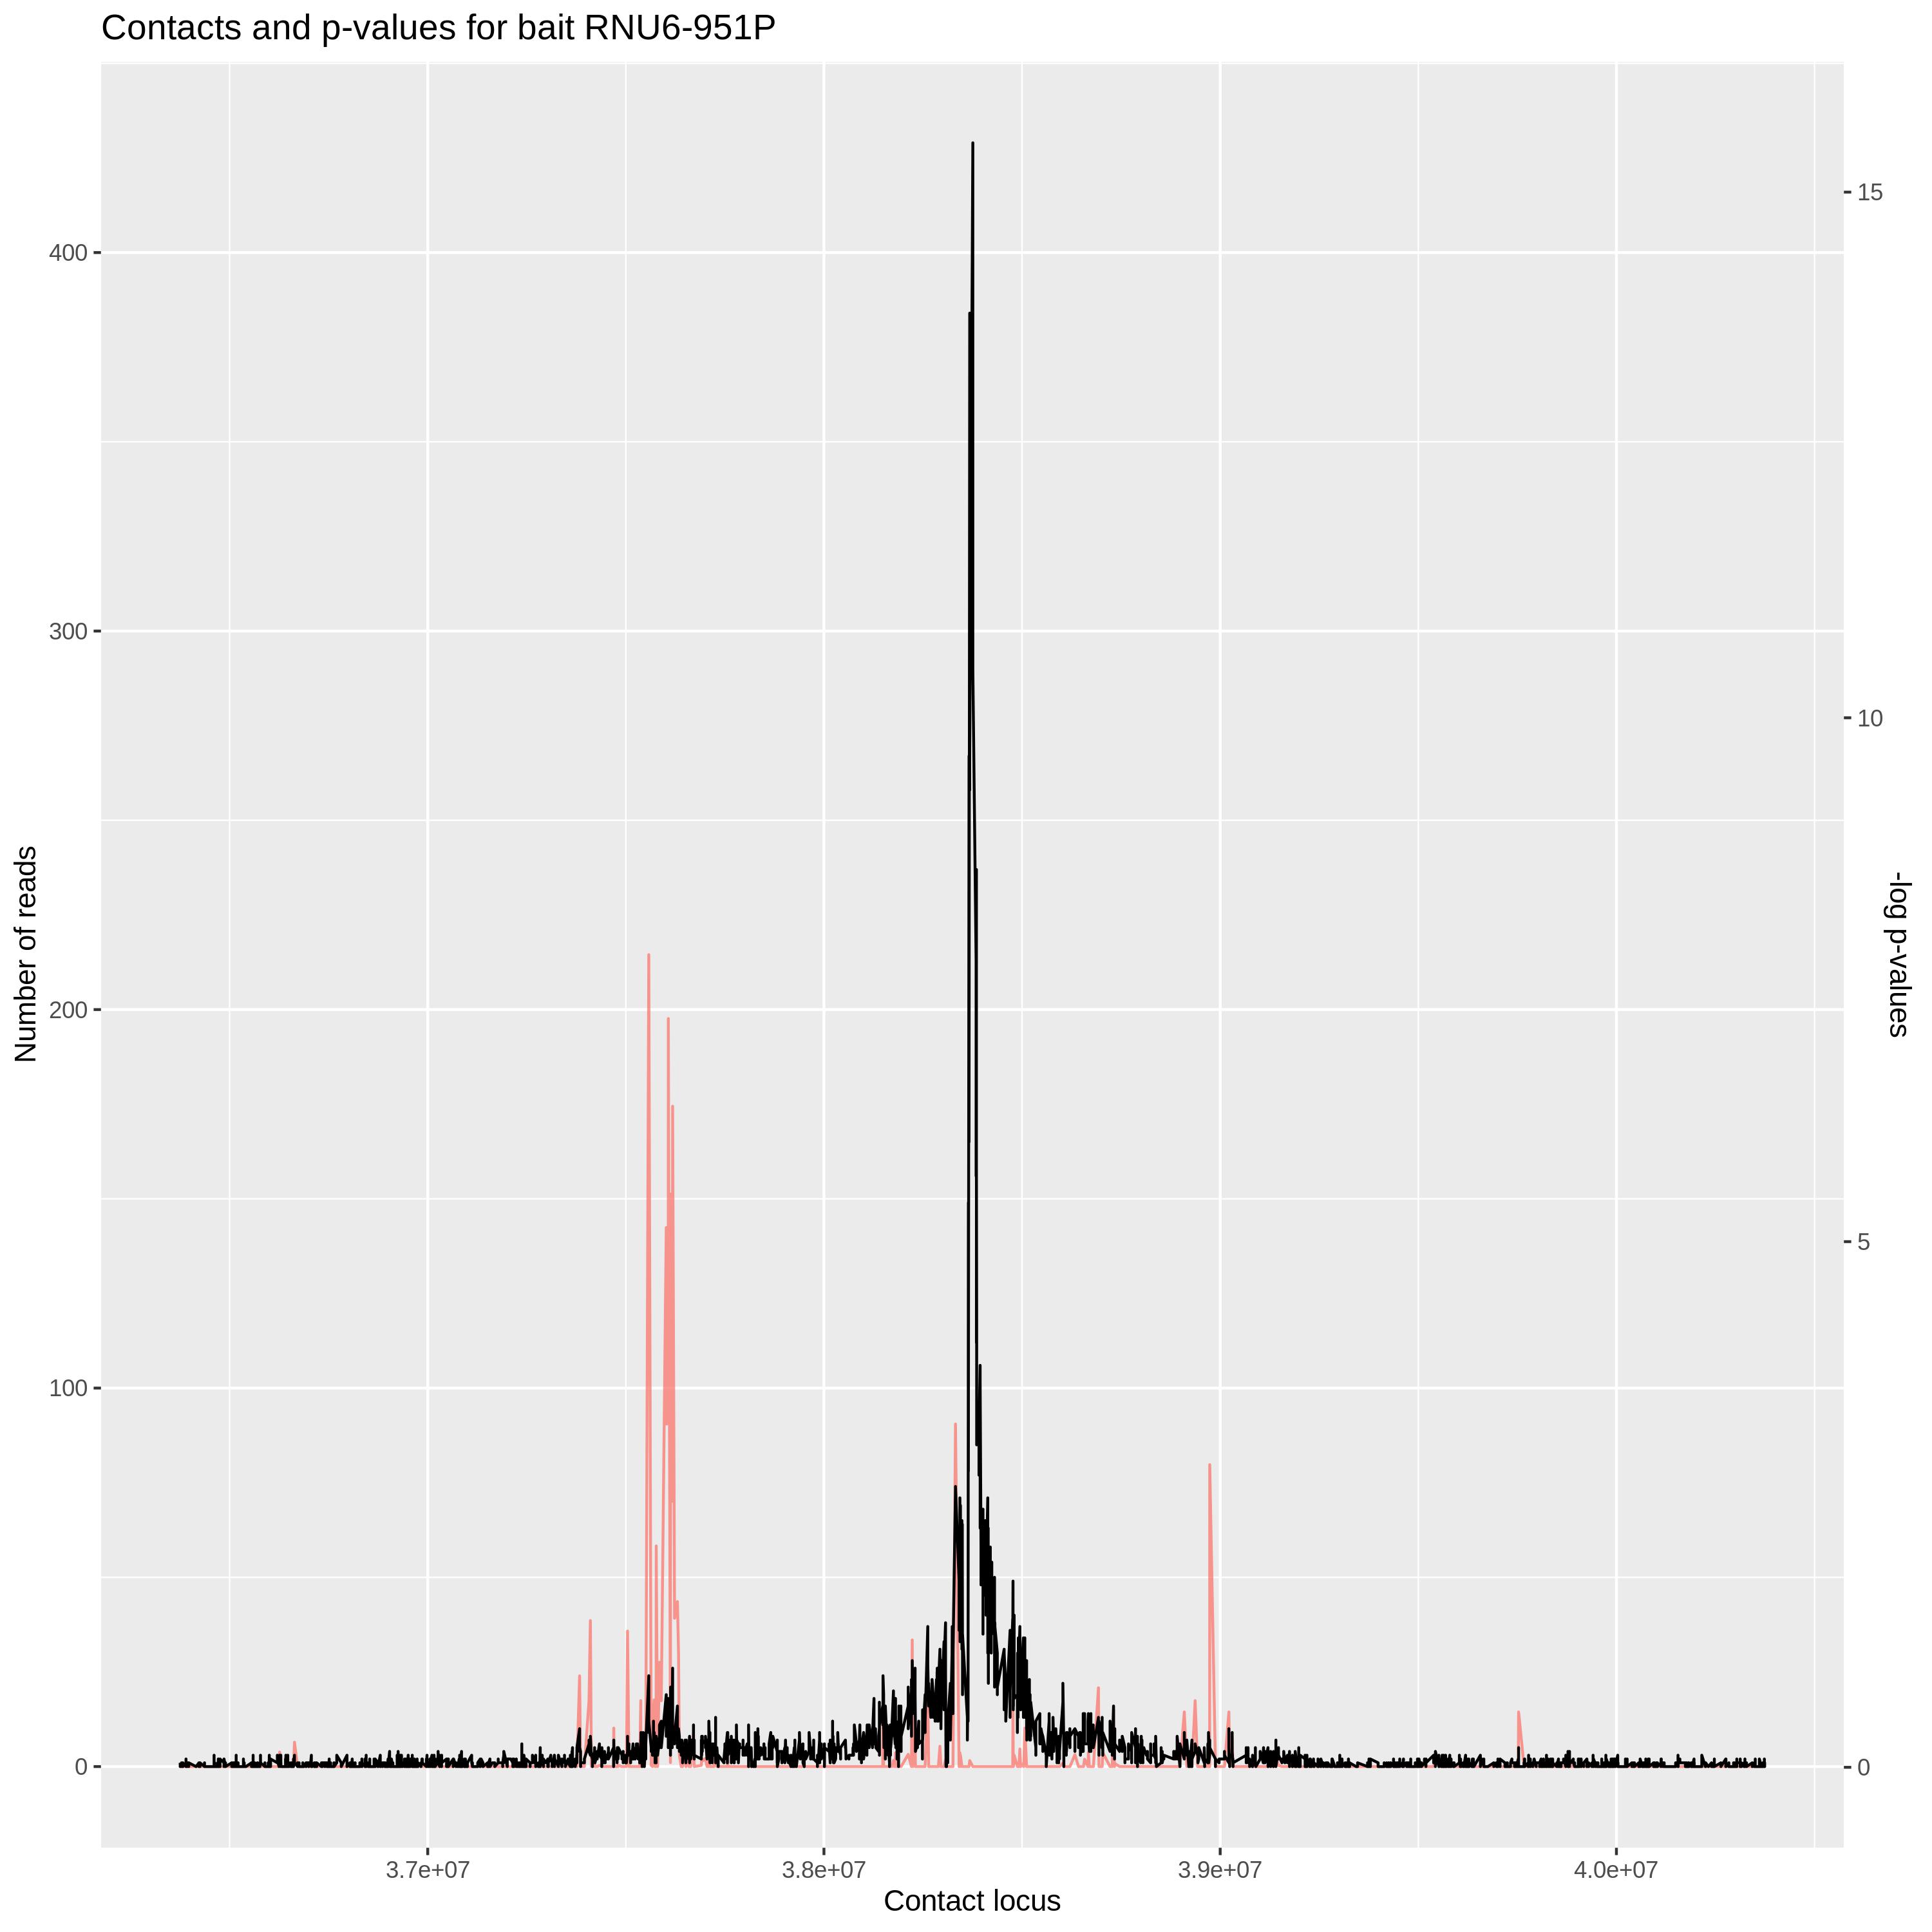 Contacts and p-values for bait RNU6-951P
400
300
200
100
0
15
10
5
0
Number of reads
-log p-values
3.7e+07
3.8e+07
3.9e+07
4.0e+07
Contact locus